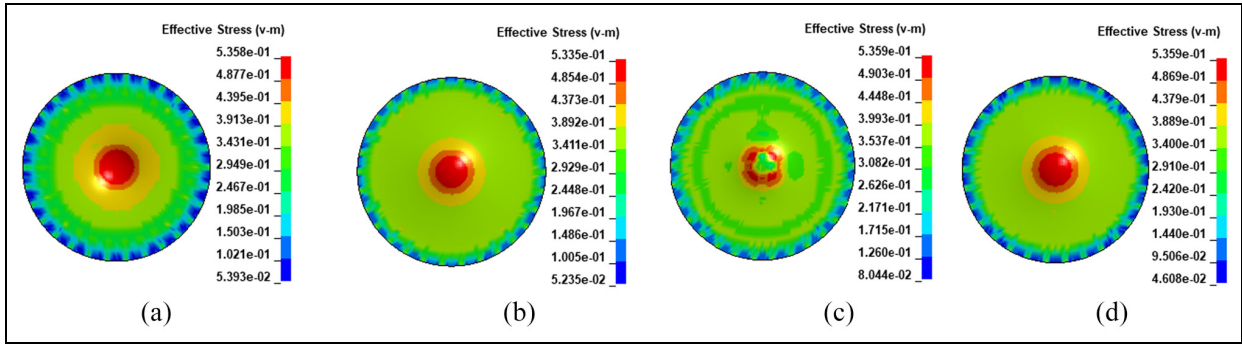 Effective Stress (v-m)
5.358e-01
4.877e-01
4.395e-01
3.913e-01
3.431e-01
2.949e-01
2.467e-01
1.985e-01
1.503e-01
1.021e-01
5.393e-02
(a)
Effective Stress (v-m)
5.335e-01
4.854e-01
4.373e-01
3.892e-01
3.411e-01
2.929e-01
2.448e-01
1.967e-01
1.486e-01
1.005e-01
5.235e-02
(b)
Effective Stress (v-m)
5.359e-01
4.903e-01
4.448e-01
3.993e-01
3.537e-01
3.082e-01
2.626e-01
2.171e-01
1.715e-01
1.260e-01
8.044e-02
(c)
Effective Stress (v-m)
5.359e-01
4.869e-01
4.379e-01
3.889e-01
3.400e-01
2.910e-01
2.420e-01
1.930e-01
1.440e-01
9.506e-02
4.608e-02
(d)